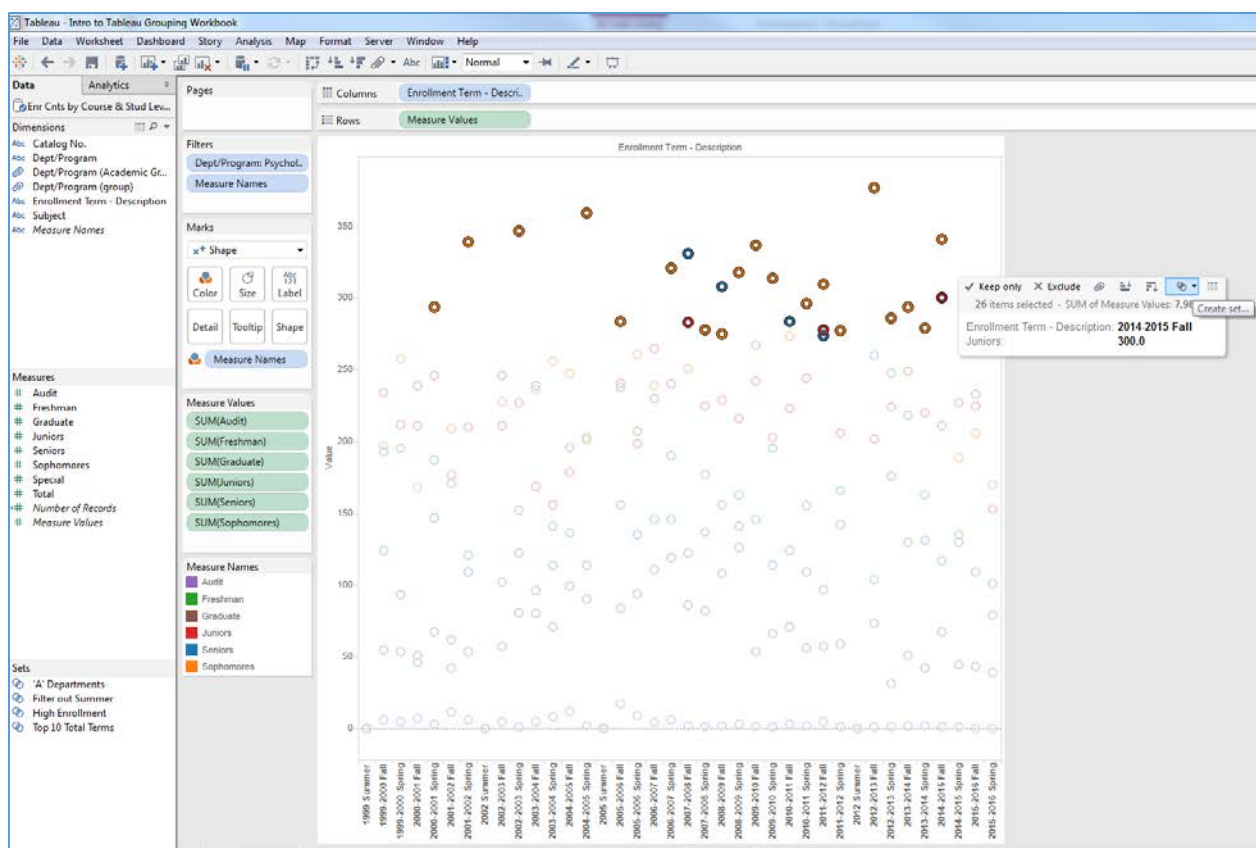 Tableau - Intro to Tableau Grouping Workbook
File Data Worksheet Dashboard Story Analysis Map Format Server Window Help
Abc Normal
Data Analytics
Enr Cnts by Course & Stud Lev...
Dimensions
Abc Catalog No.
Abc Dept/Program
Dept/Program (Academic Gr...
Dept/Program (group)
Abc Enrollment Term - Description
Abc Subject
Abc Measure Names
Measures
# Audit
# Freshman
# Graduate
# Juniors
# Seniors
# Sophomores
# Special
# Total
# Number of Records
# Measure Values
Sets
'A' Departments
Filter out Summer
High Enrollment
Top 10 Total Terms
Pages
Filters
Dept/Program: Psychol..
Measure Names
Marks
Shape
Color Size Label
Detail Tooltip Shape
Measure Names
Measure Values
SUM(Audit)
SUM(Freshman)
SUM(Graduate)
SUM(Juniors)
SUM(Seniors)
SUM(Sophomores)
Measure Names
Audit
Freshman
Graduate
Juniors
Seniors
Sophomores
Columns Enrollment Term - Descri..
Rows Measure Values
Enrollment Term - Description
350
300
250
200
150
100
50
0
Value
Keep only Exclude
26 items selected - SUM of Measure Values: 7,98
Create set...
Enrollment Term - Description: 2014-2015 Fall
Juniors: 300.0
1999 Summer
1999-2000 Fall
1999-2000 Spring
2000-2001 Fall
2000-2001 Spring
2001-2002 Fall
2001-2002 Spring
2002 Summer
2002-2003 Fall
2002-2003 Spring
2003-2004 Fall
2003-2004 Spring
2004-2005 Fall
2004-2005 Spring
2005 Summer
2005-2006 Fall
2005-2006 Spring
2006-2007 Fall
2006-2007 Spring
2007-2008 Fall
2007-2008 Spring
2008-2009 Fall
2008-2009 Spring
2009-2010 Fall
2009-2010 Spring
2010-2011 Fall
2010-2011 Spring
2011-2012 Fall
2011-2012 Spring
2012 Summer
2012-2013 Fall
2012-2013 Spring
2013-2014 Fall
2013-2014 Spring
2014-2015 Fall
2014-2015 Spring
2015-2016 Fall
2015-2016 Spring